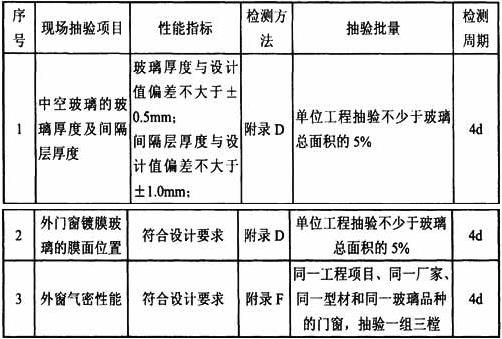 序号
现场抽验项目
性能指标
检测方法
抽验批量
检测周期
1
中空玻璃的玻
璃厚度及间隔
层厚度
玻璃厚度与设计
值偏差不大于±
0.5mm；
间隔层厚度与设
计值偏差不大于
±1.0mm；
附录 D
单位工程抽验不少于玻璃
总面积的 5%
4d
2
外门窗镀膜玻
璃的膜面位置
符合设计要求
附录 D
单位工程抽验不少于玻璃
总面积的 5%
4d
3
外窗气密性能
符合设计要求
附录 F
同一工程项目、同一厂家、
同一型材和同一玻璃品种
的门窗，抽验一组三樘
4d